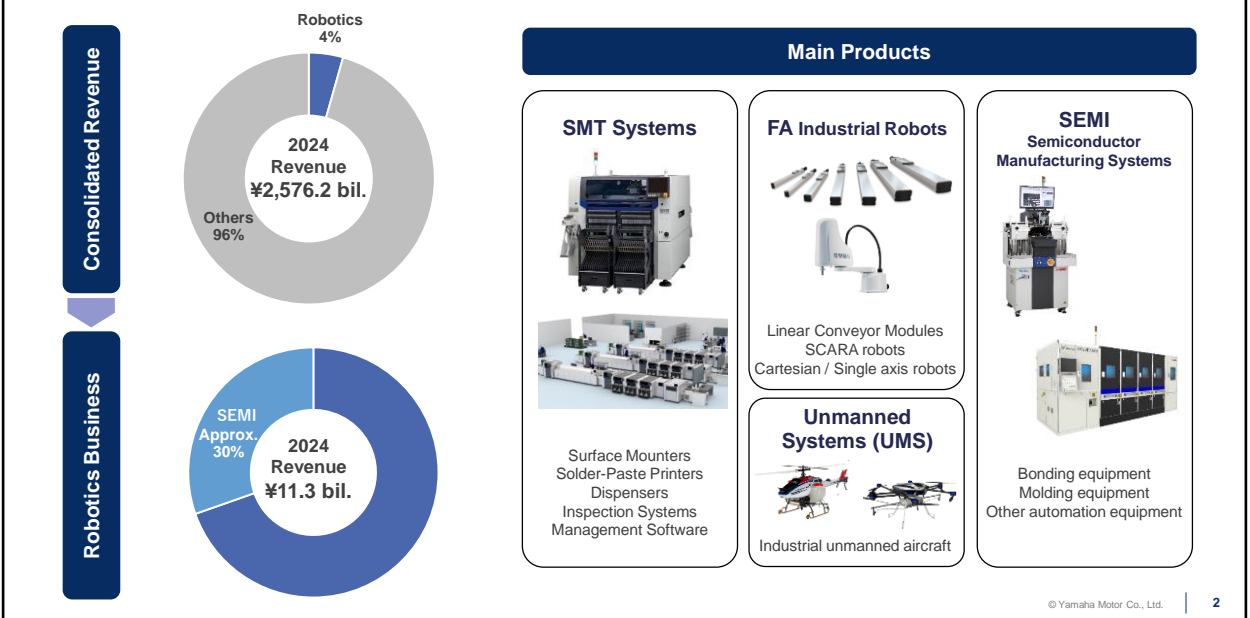 Consolidated Revenue
Robotics
4%
2024
Revenue
¥2,576.2 bil.
Others
96%
Robotics Business
SEMI
Approx.
30%
2024
Revenue
¥11.3 bil.
Main Products
SMT Systems
Surface Mounters
Solder-Paste Printers
Dispensers
Inspection Systems
Management Software
FA Industrial Robots
Linear Conveyor Modules
SCARA robots
Cartesian / Single axis robots
Unmanned
Systems (UMS)
Industrial unmanned aircraft
SEMI
Semiconductor
Manufacturing Systems
Bonding equipment
Molding equipment
Other automation equipment
© Yamaha Motor Co., Ltd.
2